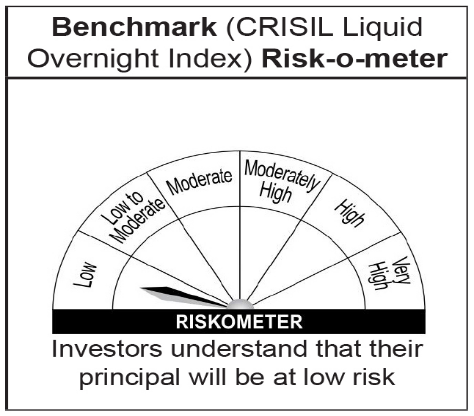 Benchmark (CRISIL Liquid
Overnight Index) Risk-o-meter
Low
Low to
Moderate
Moderate
Moderately
High
High
Very
High
RISKOMETER
Investors understand that their
principal will be at low risk